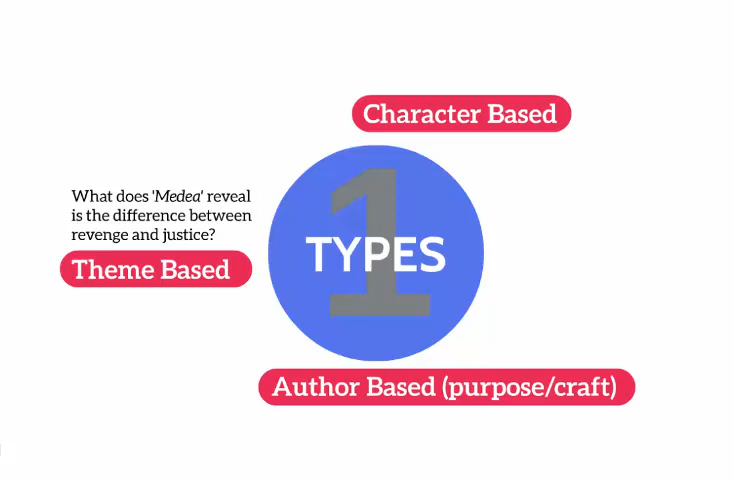 Character Based
What does 'Medea' reveal
is the difference between
revenge and justice?
Theme Based
1
TYPES
Author Based (purpose/craft)